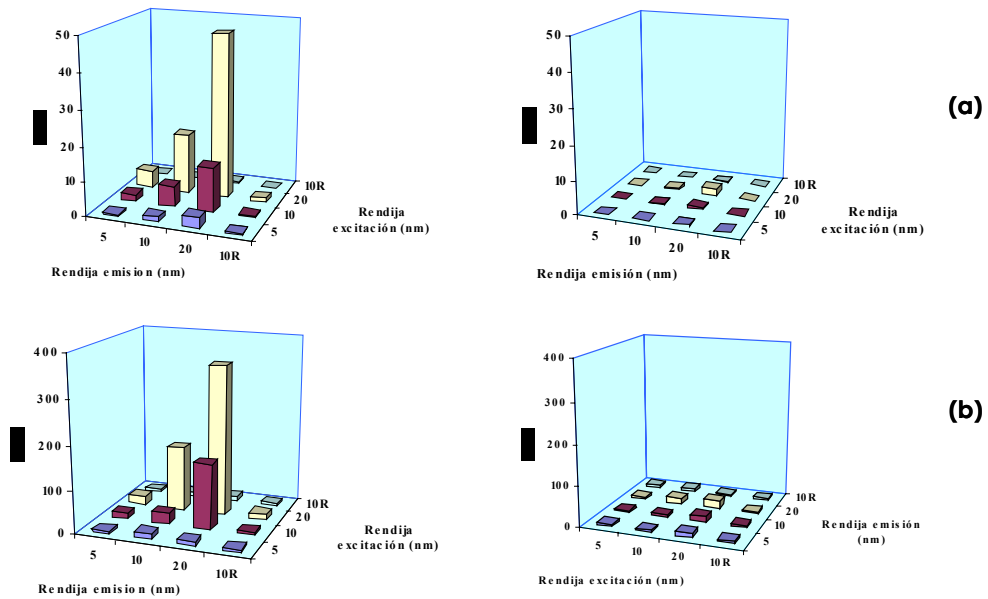 50
40
30
20
10
0
5
10
20
10R
5
10
20
10R
Rendija emision (nm)
Rendija
excitación (nm)
50
40
30
20
10
0
5
10
20
10R
5
10
20
10R
Rendija emisión (nm)
Rendija
excitación (nm)
(a)
400
300
200
100
0
5
10
20
10R
5
10
20
10R
Rendija emision (nm)
Rendija
excitación (nm)
400
300
200
100
0
5
10
20
10R
5
10
20
10R
Rendija excitación (nm)
Rendija emisión
(nm)
(b)